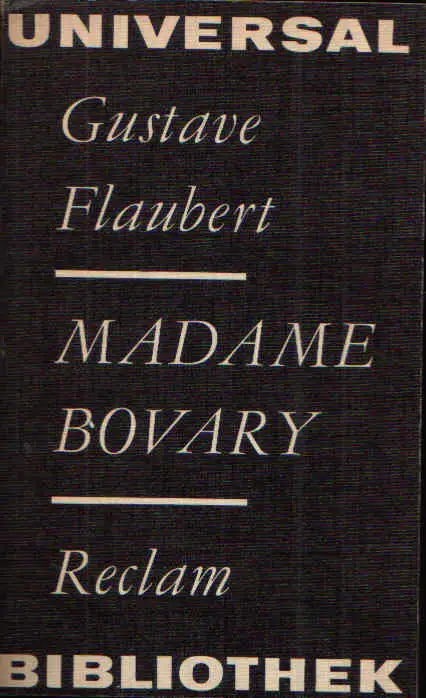 UNIVERSAL
Gustave
Flaubert
MADAME
BOVARY
Reclam
BIBLIOTHEK